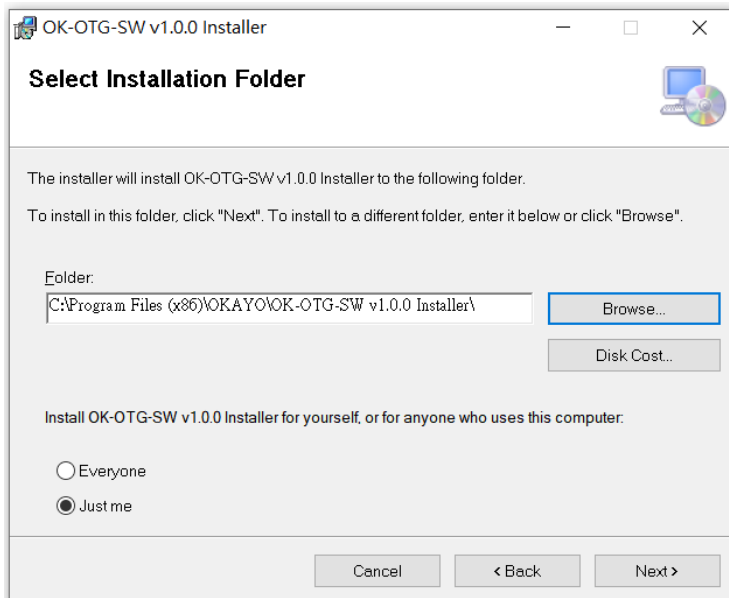 OK-OTG-SW v1.0.0 Installer
Select Installation Folder
The installer will install OK-OTG-SW v1.0.0 Installer to the following folder.
To install in this folder, click "Next". To install to a different folder, enter it below or click "Browse".
Folder:
C:\Program Files (x86)\OKAYO\OK-OTG-SW v1.0.0 Installer\
Browse...
Disk Cost...
Install OK-OTG-SW v1.0.0 Installer for yourself, or for anyone who uses this computer:
Everyone
Just me
Cancel
< Back
Next >